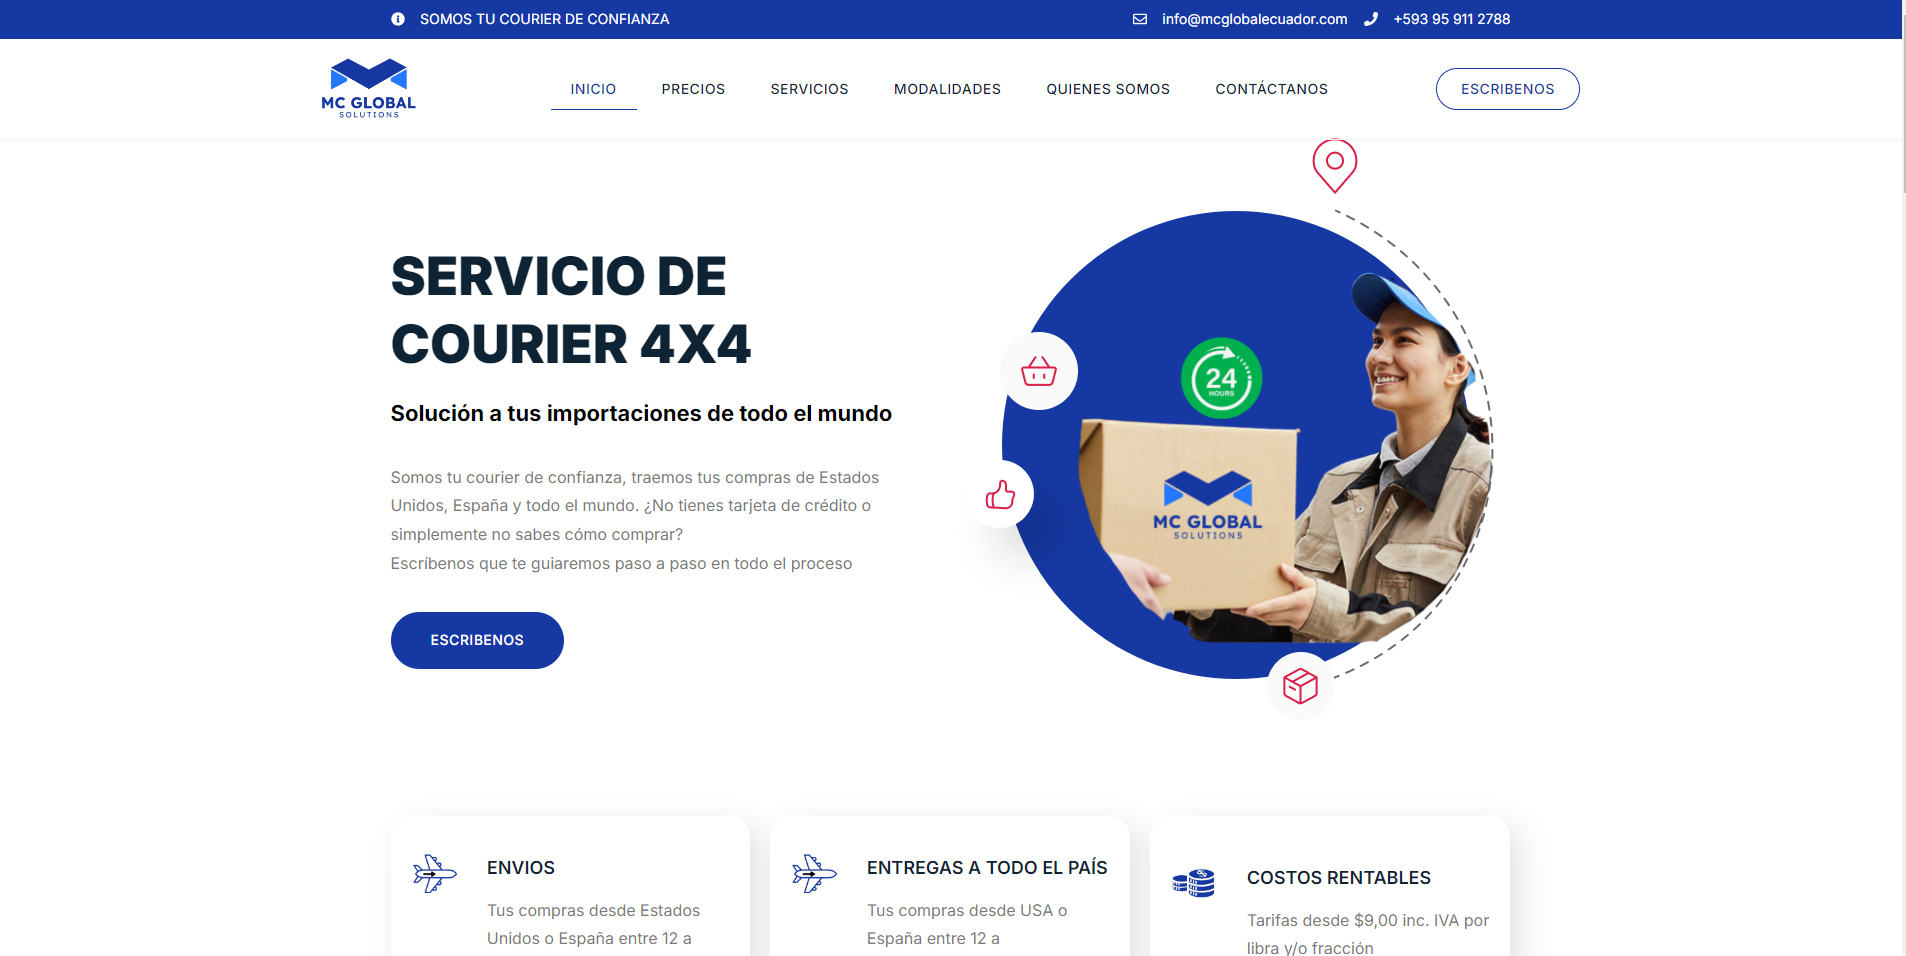 SOMOS TU COURIER DE CONFIANZA
info@mcglobalecuador.com
+593 95 911 2788
MC GLOBAL
SOLUTIONS
INICIO
PRECIOS
SERVICIOS
MODALIDADES
QUIENES SOMOS
CONTÁCTANOS
ESCRIBENOS
SERVICIO DE
COURIER 4X4
Solución a tus importaciones de todo el mundo
Somos tu courier de confianza, traemos tus compras de Estados
Unidos, España y todo el mundo. ¿No tienes tarjeta de crédito o
simplemente no sabes cómo comprar?
Escríbenos que te guiaremos paso a paso en todo el proceso
ESCRIBENOS
24
HOURS
MC GLOBAL
SOLUTIONS
ENVIOS
Tus compras desde Estados
Unidos o España entre 12 a
ENTREGAS A TODO EL PAÍS
Tus compras desde USA o
España entre 12 a
COSTOS RENTABLES
Tarifas desde $9,00 inc. IVA por
libra y/o fracción